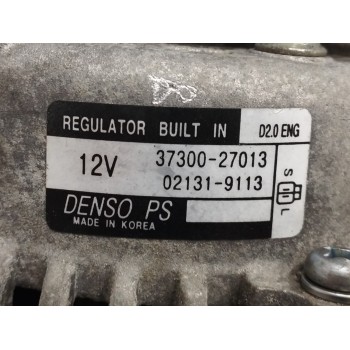 REGULATOR BUILT IN D2.0 ENG
12V 37300-27013
02131-9113
S
L
DENSO PS
MADE IN KOREA